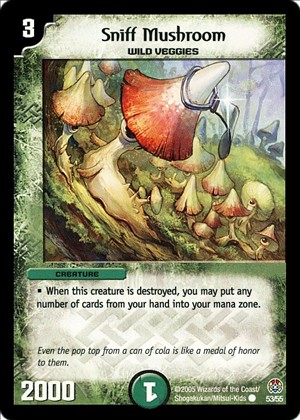 3
Sniff Mushroom
WILD VEGGIES
CREATURE
▪ When this creature is destroyed, you may put any
number of cards from your hand into your mana zone.
Even the pop top from a can of cola is like a medal of honor
to them.
2000
1
©2005 Wizards of the Coast/
Shogakukan/Mitsui-Kids
53/55